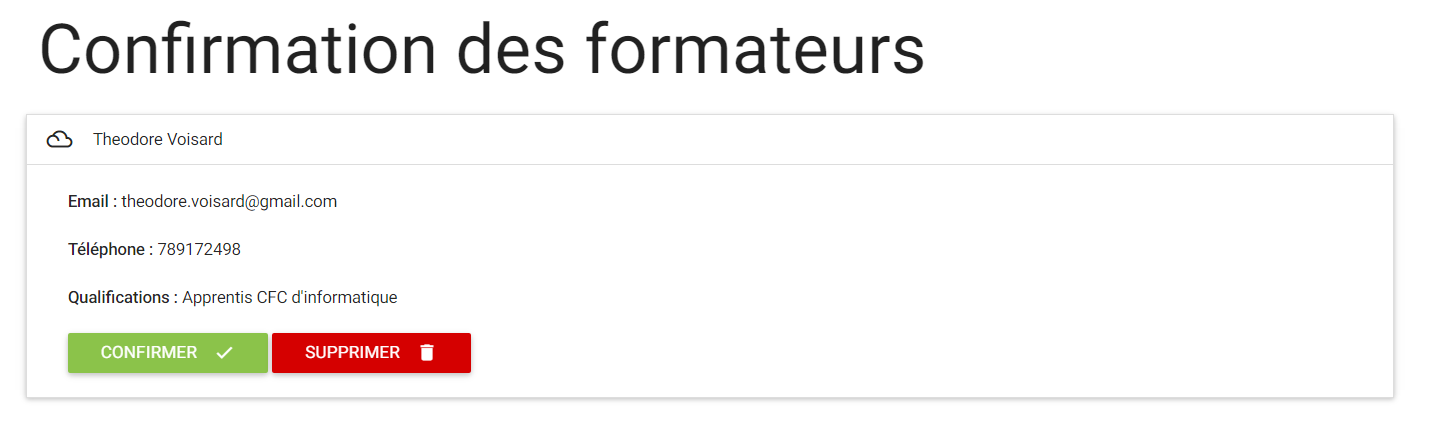 Confirmation des formateurs
Theodore Voisard
Email : theodore.voisard@gmail.com
Téléphone : 789172498
Qualifications : Apprentis CFC d'informatique
CONFIRMER SUPPRIMER